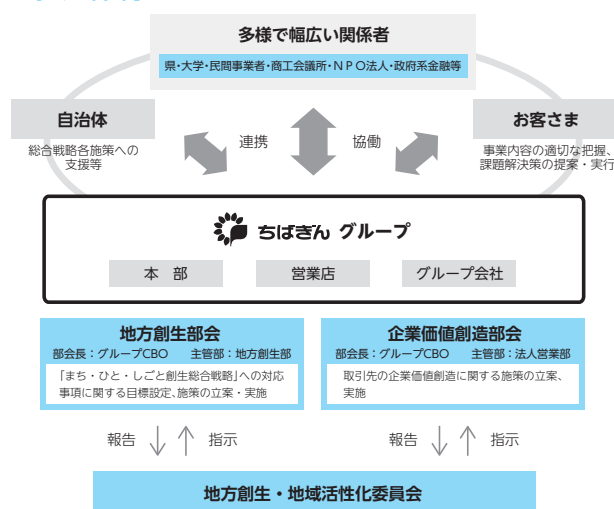 多様で幅広い関係者
県・大学・民間事業者・商工会議所・NPO法人・政府系金融等
自治体
お客さま
総合戦略各施策への
支援等
連携
協働
事業内容の適切な把握、
課題解決策の提案・実行
ちばぎん グループ
本 部
営業店
グループ会社
地方創生部会
部会長：グループCBO 主管部：地方創生部
「まち・ひと・しごと創生総合戦略」への対応
事項に関する目標設定、施策の立案・実施
企業価値創造部会
部会長：グループCBO 主管部：法人営業部
取引先の企業価値創造に関する施策の立案、
実施
報告 ↓ ↑ 指示
報告 ↓ ↑ 指示
地方創生・地域活性化委員会